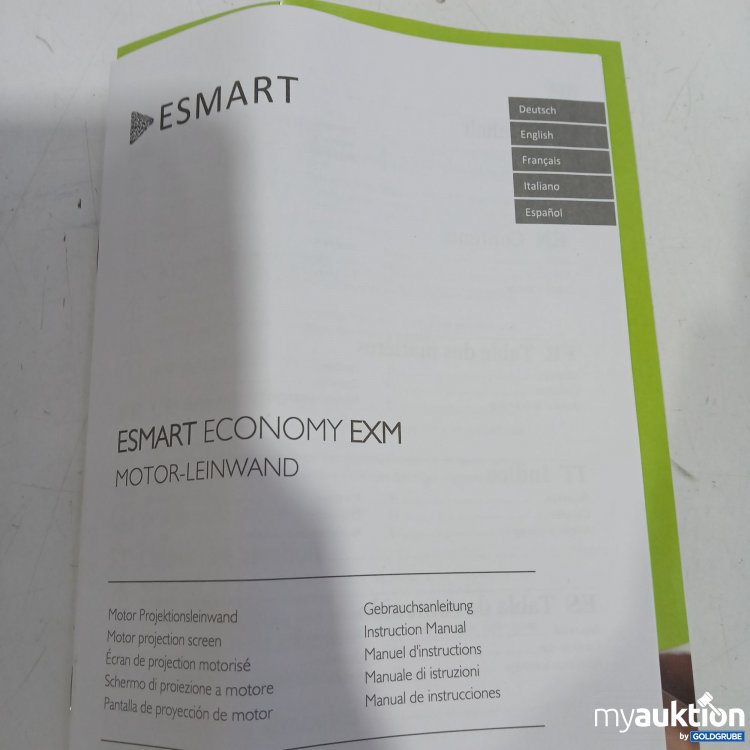 ESMART
Deutsch
English
Français
Italiano
Español
ESMART ECONOMY EXM
MOTOR-LEINWAND
Motor Projektionsleinwand
Motor projection screen
Écran de projection motorisé
Schermo di proiezione a motore
Pantalla de proyección de motor
Gebrauchsanleitung
Instruction Manual
Manuel d'instructions
Manuale di istruzioni
Manual de instrucciones
myauktion
by GOLDGRUBE